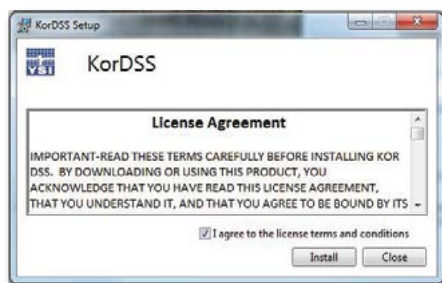 KorDSS Setup
YSI
KorDSS
License Agreement
IMPORTANT-READ THESE TERMS CAREFULLY BEFORE INSTALLING KOR
DSS.  BY DOWNLOADING OR USING THIS PRODUCT, YOU
ACKNOWLEDGE THAT YOU HAVE READ THIS LICENSE AGREEMENT,
THAT YOU UNDERSTAND IT, AND THAT YOU AGREE TO BE BOUND BY ITS
I agree to the license terms and conditions
Install Close